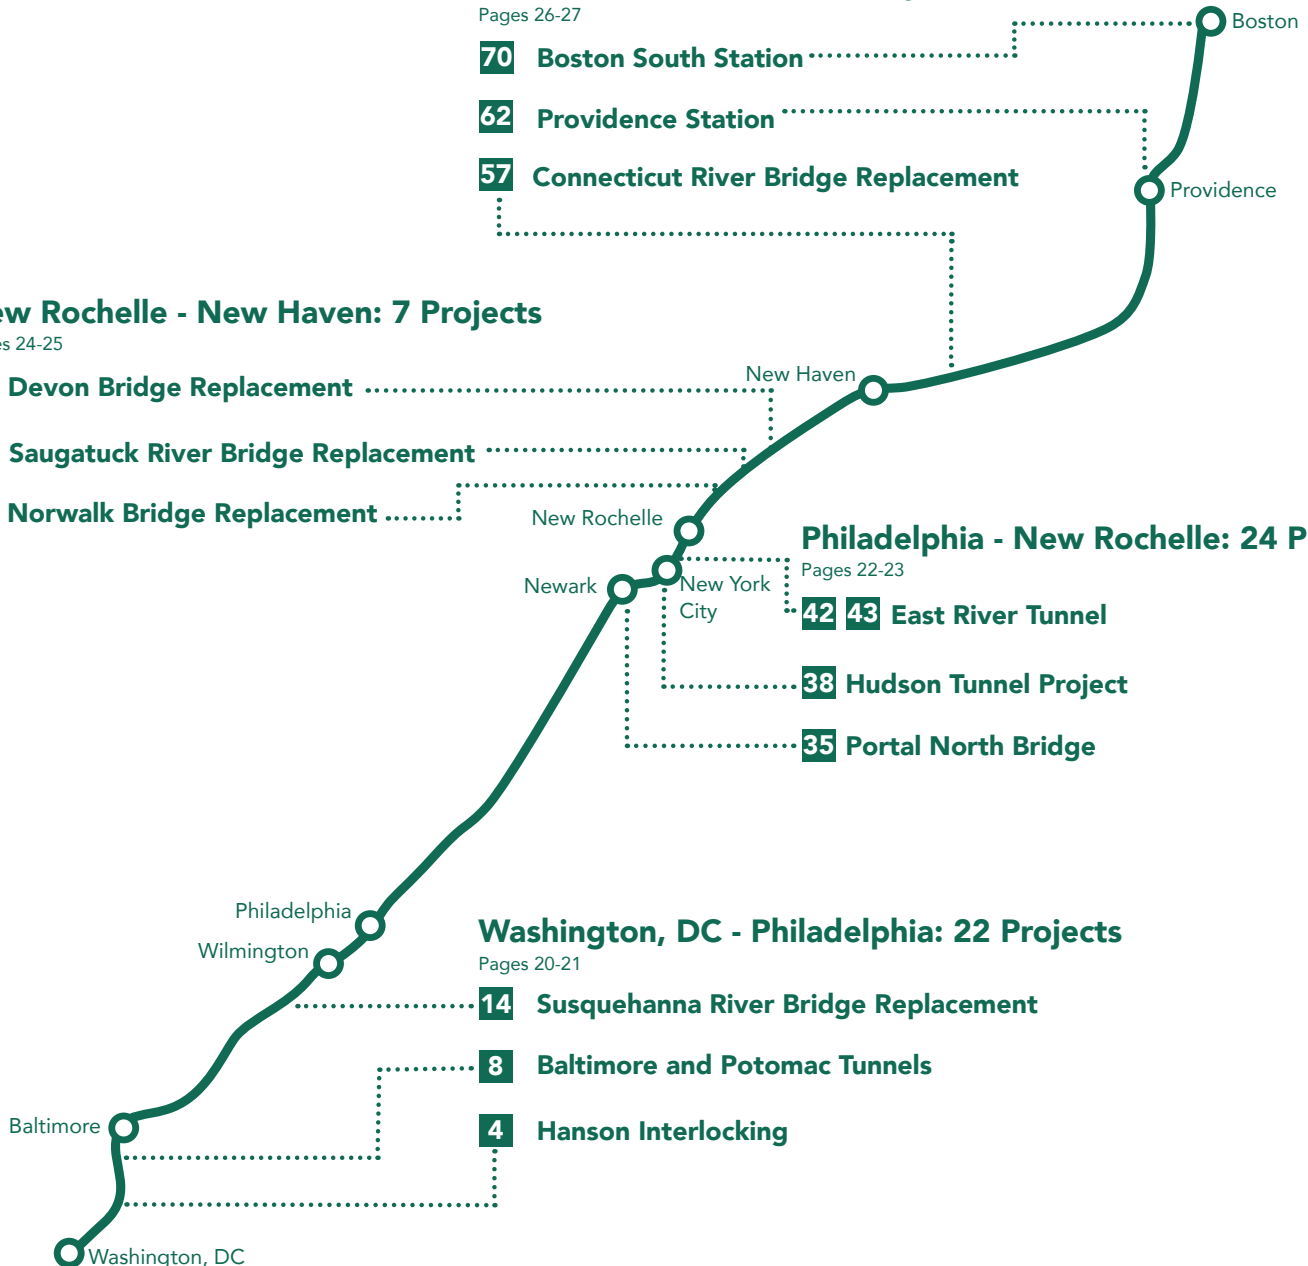 Pages 26-27
Boston
70 Boston South Station
62 Providence Station
57 Connecticut River Bridge Replacement
Providence
Rochelle - New Haven: 7 Projects
24-25
New Haven
Devon Bridge Replacement
Saugatuck River Bridge Replacement
Norwalk Bridge Replacement
New Rochelle
Philadelphia - New Rochelle: 24 P
Pages 22-23
Newark
New York
City
42 43 East River Tunnel
38 Hudson Tunnel Project
35 Portal North Bridge
Philadelphia
Wilmington
Washington, DC - Philadelphia: 22 Projects
Pages 20-21
14 Susquehanna River Bridge Replacement
8 Baltimore and Potomac Tunnels
4 Hanson Interlocking
Baltimore
Washington, DC